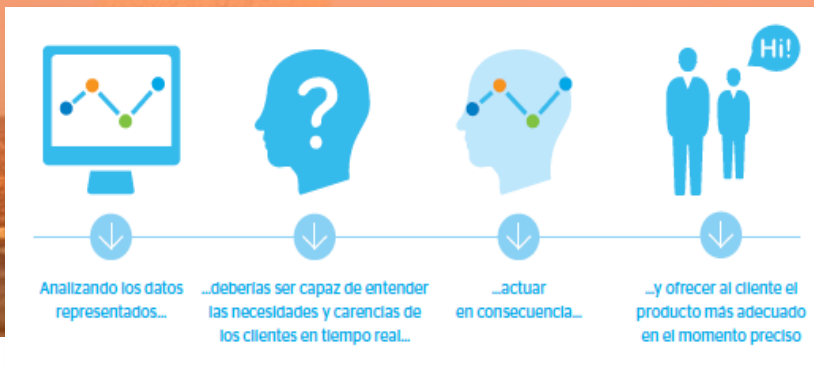 ?
Hi!
Analizando los datos
representados...
...deberías ser capaz de entender
las necesidades y carencias de
los clientes en tiempo real...
...actuar
en consecuencia...
...y ofrecer al cliente el
producto más adecuado
en el momento preciso